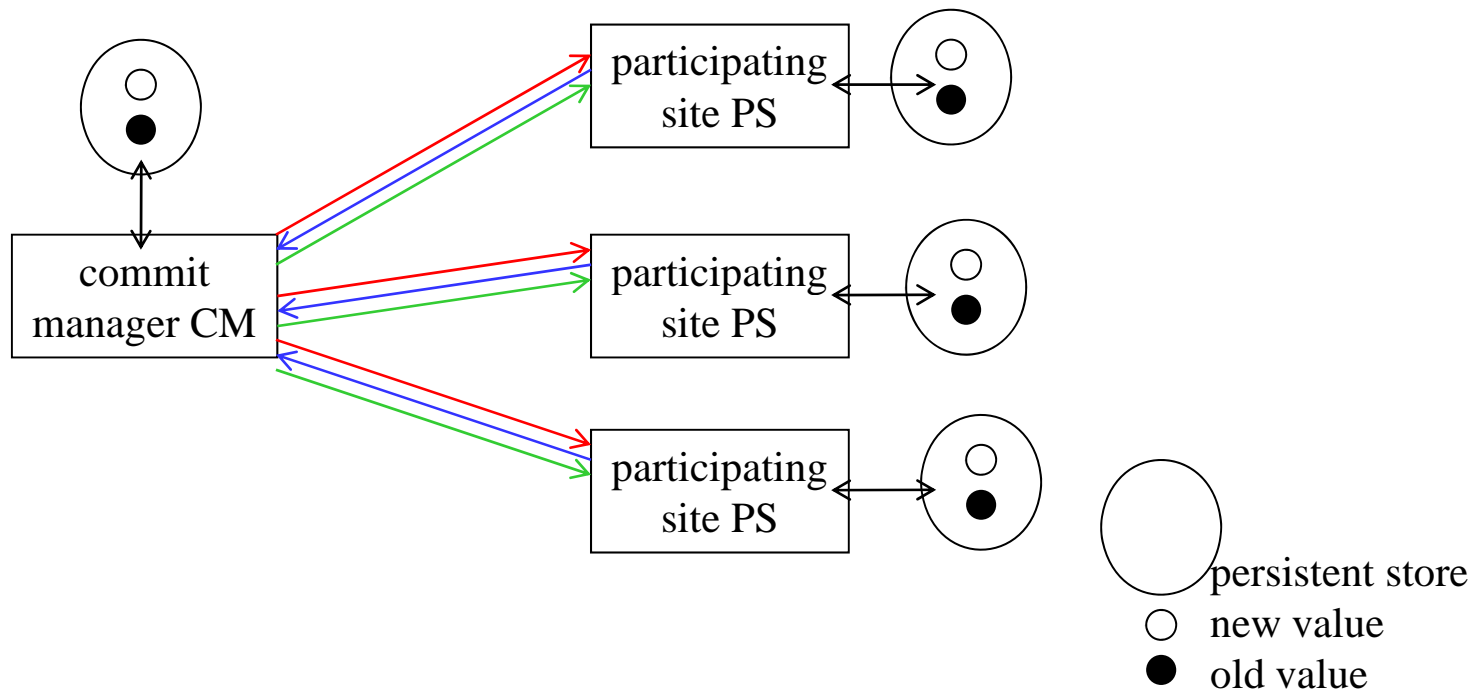 participating
site PS
commit
manager CM
participating
site PS
participating
site PS
persistent store
new value
old value